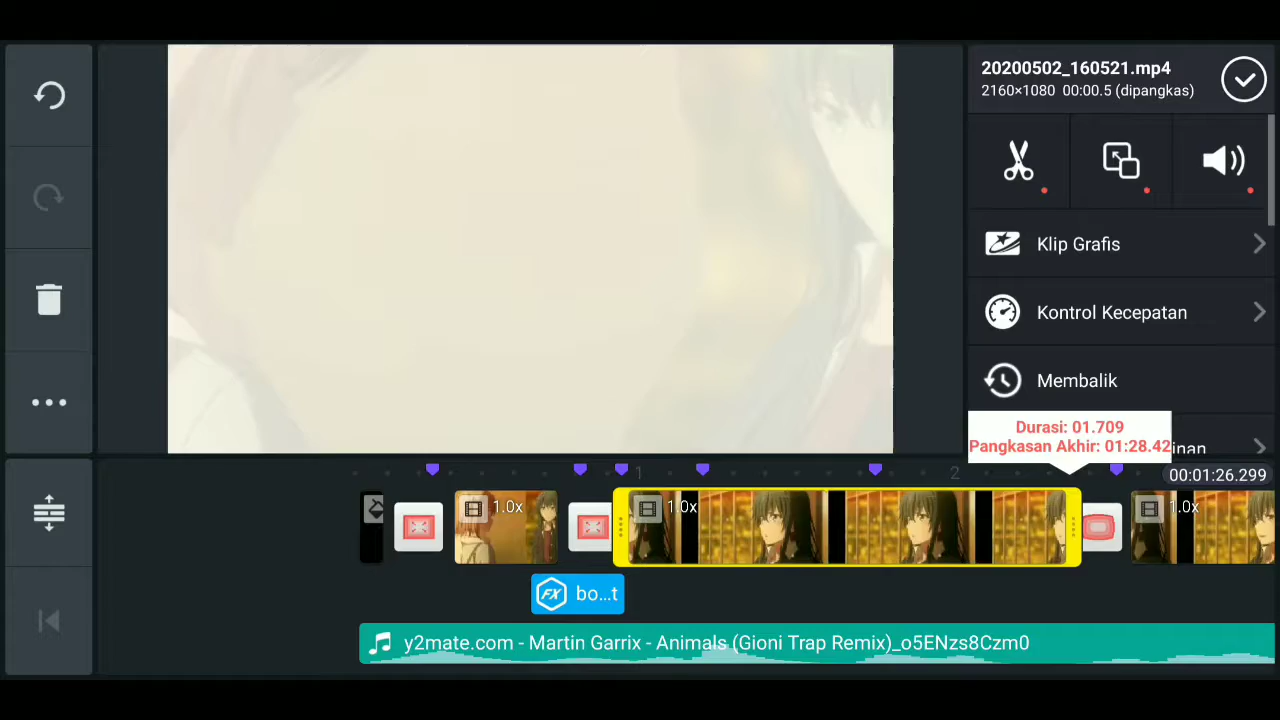 20200502_160521.mp4
2160×1080 00:00.5 (dipangkas)
Klip Grafis
Kontrol Kecepatan
Membalik
Durasi: 01.709
Pangkasan Akhir: 01:28.42
inan
1
2
00:01:26.299
1.0x
1.0x
1.0x
FX bo...t
y2mate.com - Martin Garrix - Animals (Gioni Trap Remix)_o5ENzs8Czm0